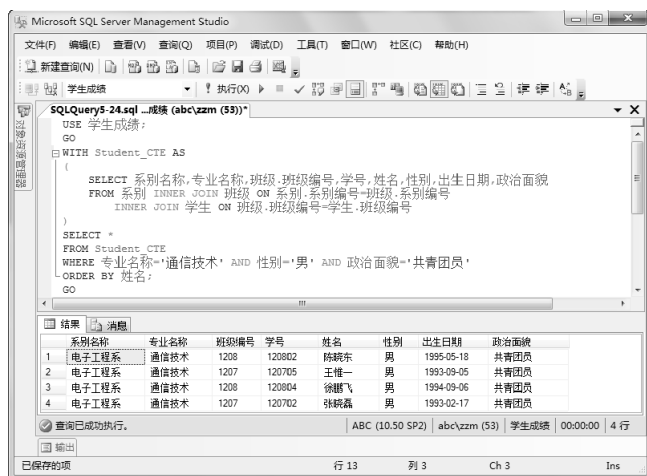 Microsoft SQL Server Management Studio
文件(F) 编辑(E) 查看(V) 查询(Q) 项目(P) 调试(D) 工具(T) 窗口(W) 社区(C) 帮助(H)
新建查询(N)
学生成绩 执行(X)
对象资源管理器
SQLQuery5-24.sql ...成绩 (abc\zzm (53))*
USE 学生成绩;
GO
WITH Student_CTE AS
(
SELECT 系别名称,专业名称,班级.班级编号,学号,姓名,性别,出生日期,政治面貌
FROM 系别 INNER JOIN 班级 ON 系别.系别编号=班级.系别编号
INNER JOIN 学生 ON 班级.班级编号=学生.班级编号
)
SELECT *
FROM Student_CTE
WHERE 专业名称='通信技术' AND 性别='男' AND 政治面貌='共青团员'
ORDER BY 姓名;
GO
结果 消息
系别名称 专业名称 班级编号 学号 姓名 性别 出生日期 政治面貌
1 电子工程系 通信技术 1208 120802 陈晓东 男 1995-05-18 共青团员
2 电子工程系 通信技术 1207 120705 王惟一 男 1993-09-05 共青团员
3 电子工程系 通信技术 1208 120804 徐鹏飞 男 1994-09-06 共青团员
4 电子工程系 通信技术 1207 120702 张晓磊 男 1993-02-17 共青团员
查询已成功执行。 ABC (10.50 SP2) abc\zzm (53) 学生成绩 00:00:00 4 行
输出
已保存的项 行 13 列 3 Ch 3 Ins